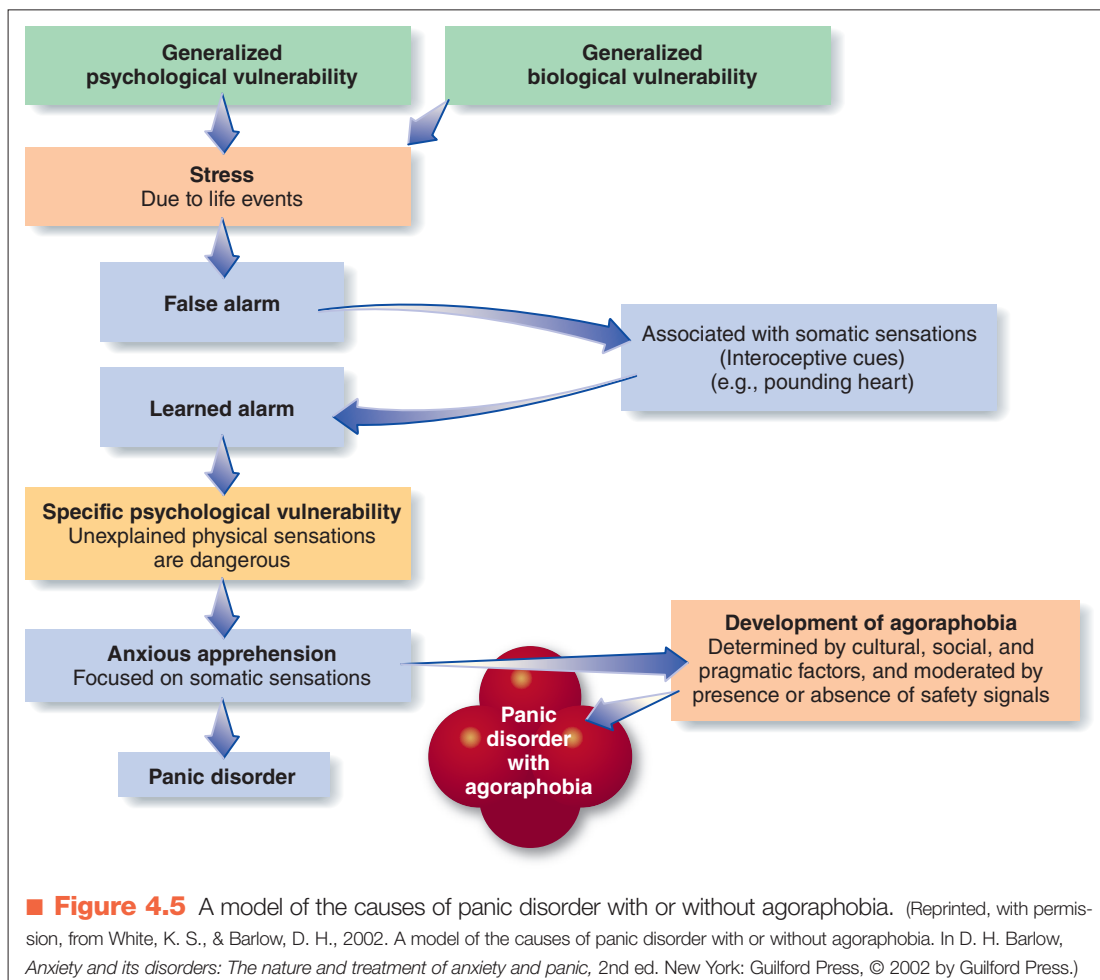 Generalized
psychological vulnerability
Generalized
biological vulnerability
Stress
Due to life events
False alarm
Associated with somatic sensations
(Interoceptive cues)
(e.g., pounding heart)
Learned alarm
Specific psychological vulnerability
Unexplained physical sensations
are dangerous
Anxious apprehension
Focused on somatic sensations
Development of agoraphobia
Determined by cultural, social, and
pragmatic factors, and moderated by
presence or absence of safety signals
Panic
disorder
with
agoraphobia
Panic disorder
■ Figure 4.5 A model of the causes of panic disorder with or without agoraphobia. (Reprinted, with permis-
sion, from White, K. S., & Barlow, D. H., 2002. A model of the causes of panic disorder with or without agoraphobia. In D. H. Barlow,
Anxiety and its disorders: The nature and treatment of anxiety and panic, 2nd ed. New York: Guilford Press, © 2002 by Guilford Press.)